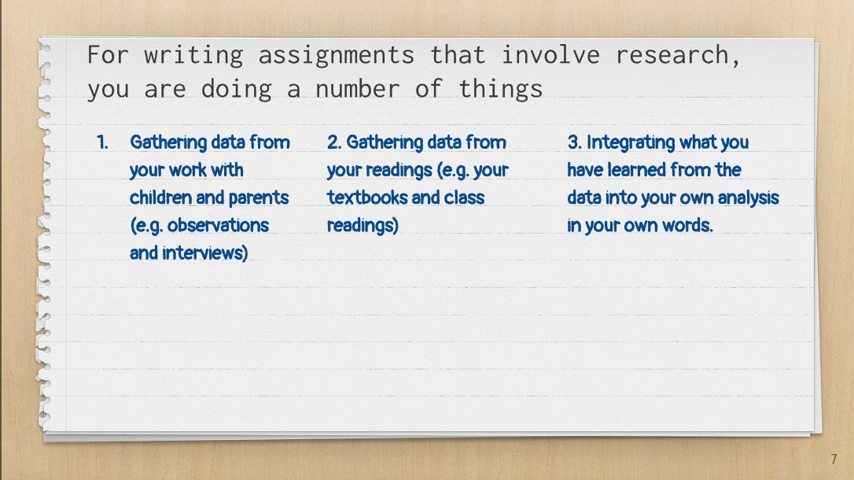 For writing assignments that involve research,
you are doing a number of things
1. Gathering data from
your work with
children and parents
(e.g. observations
and interviews)
2. Gathering data from
your readings (e.g. your
textbooks and class
readings)
3. Integrating what you
have learned from the
data into your own analysis
in your own words.
7